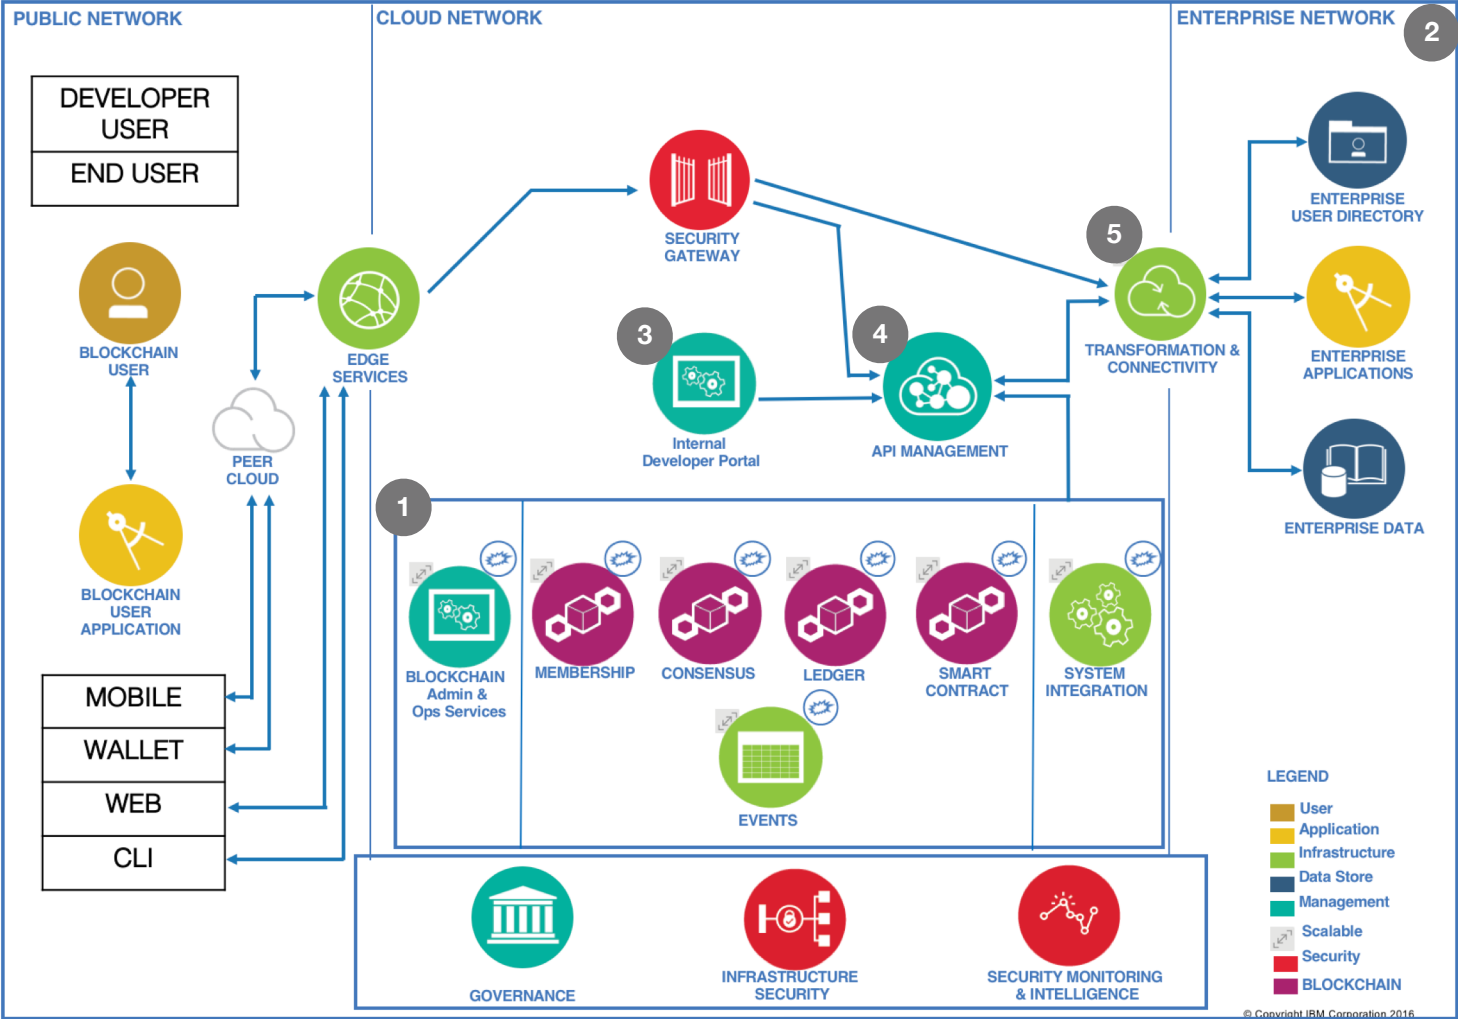 PUBLIC NETWORK
CLOUD NETWORK
ENTERPRISE NETWORK
2
DEVELOPER
USER
END USER
BLOCKCHAIN
USER
PEER
CLOUD
BLOCKCHAIN
USER
APPLICATION
MOBILE
WALLET
WEB
CLI
EDGE
SERVICES
SECURITY
GATEWAY
3
Internal
Developer Portal
4
API MANAGEMENT
5
TRANSFORMATION &
CONNECTIVITY
ENTERPRISE
USER DIRECTORY
ENTERPRISE
APPLICATIONS
ENTERPRISE DATA
1
BLOCKCHAIN
Admin &
Ops Services
MEMBERSHIP
CONSENSUS
LEDGER
SMART
CONTRACT
SYSTEM
INTEGRATION
EVENTS
GOVERNANCE
INFRASTRUCTURE
SECURITY
SECURITY MONITORING
& INTELLIGENCE
LEGEND
User
Application
Infrastructure
Data Store
Management
Scalable
Security
BLOCKCHAIN
© Copyright IBM Corporation 2016